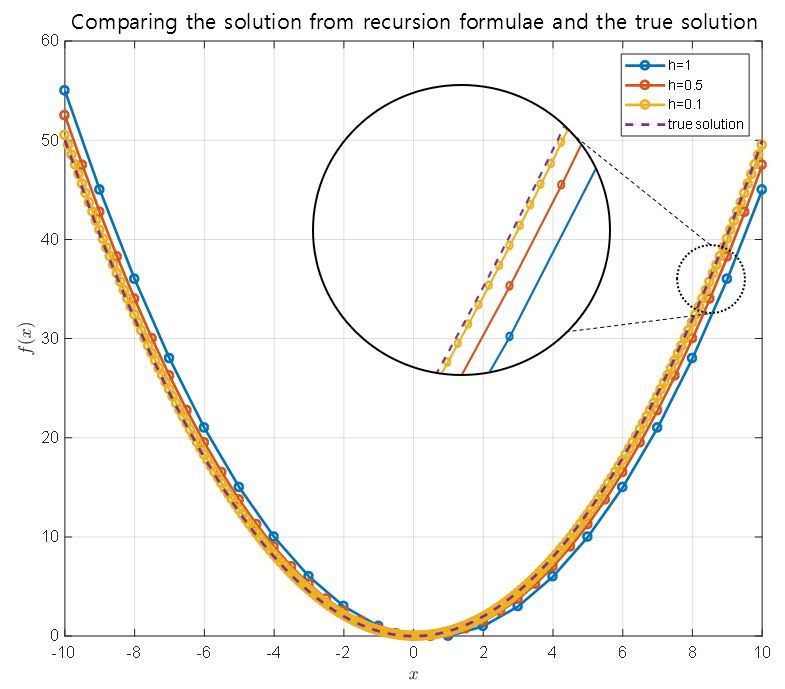 Comparing the solution from recursion formulae and the true solution
60
50
40
30
20
10
0
f(x)
h=1
h=0.5
h=0.1
true solution
-10
-8
-6
-4
-2
0
2
4
6
8
10
x